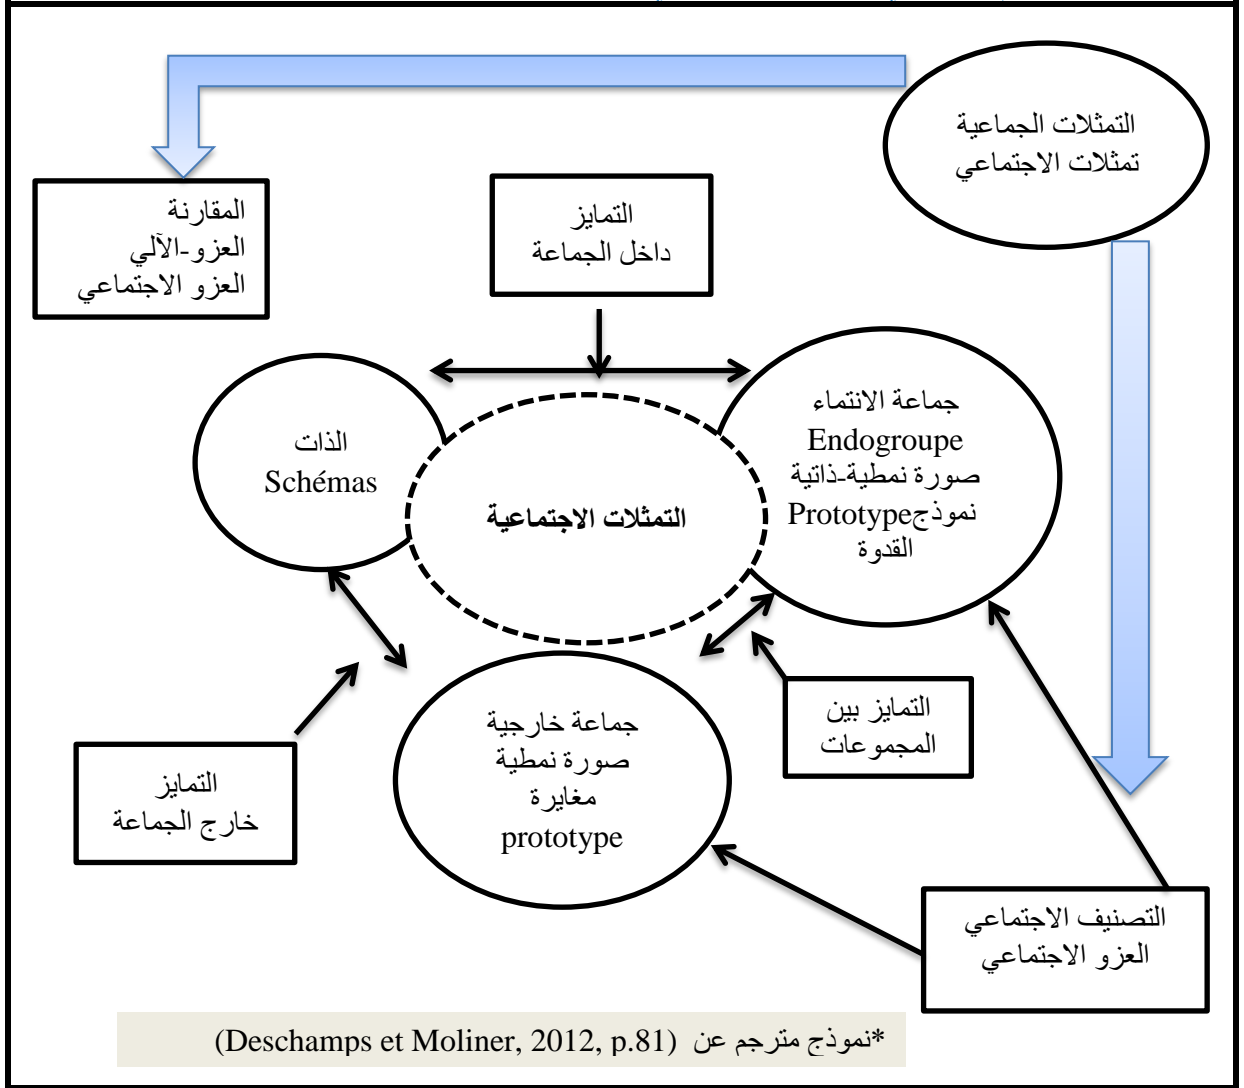 التمثلات الجماعية
تمثلات الاجتماعي
المقارنة
العزو-الآلي
العزو الاجتماعي
التمايز
داخل الجماعة
جماعة الانتماء
Endogroupe
صورة نمطية-ذاتية
نموذجPrototype
القدوة
الذات
Schémas
التمثلات الاجتماعية
التمايز بين
المجموعات
جماعة خارجية
صورة نمطية
مغايرة
prototype
التمايز
خارج الجماعة
التصنيف الاجتماعي
العزو الاجتماعي
*نموذج مترجم عن (Deschamps et Moliner, 2012, p.81)